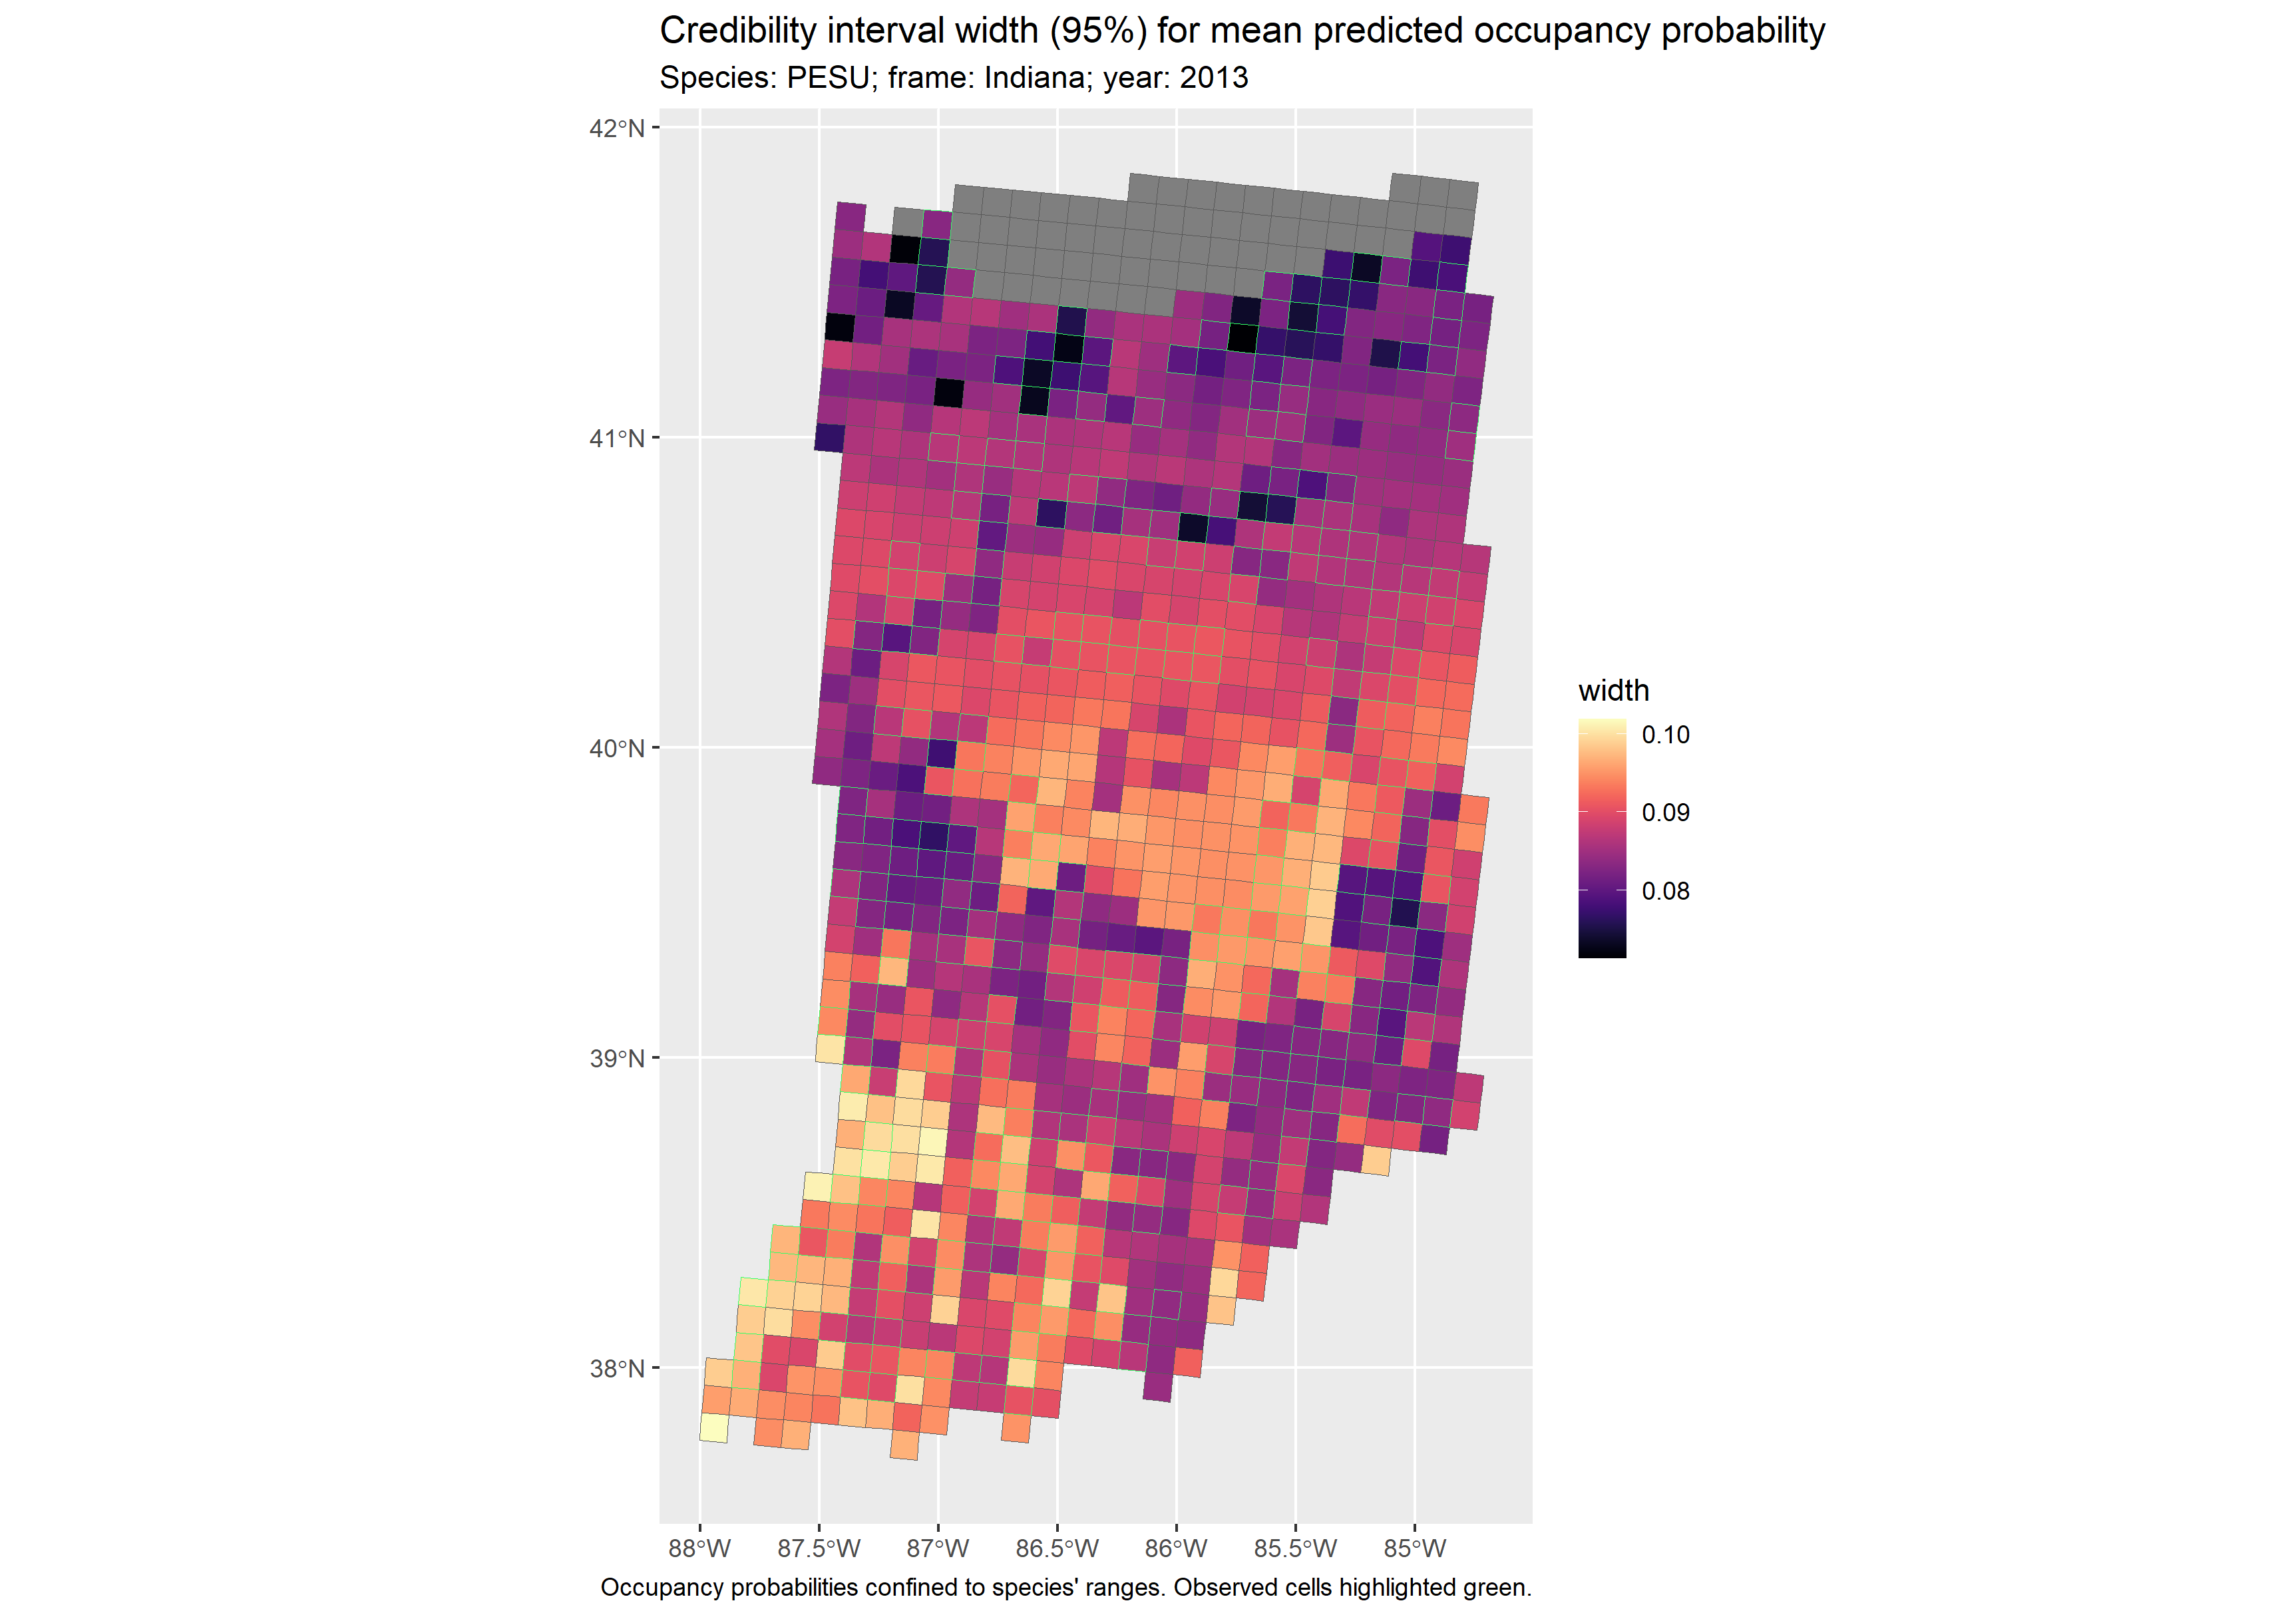 Credibility interval width (95%) for mean predicted occupancy probability
Species: PESU; frame: Indiana; year: 2013
42°N
41°N
40°N
39°N
38°N
88°W
87.5°W
87°W
86.5°W
86°W
85.5°W
85°W
width
0.10
0.09
0.08
Occupancy probabilities confined to species' ranges. Observed cells highlighted green.